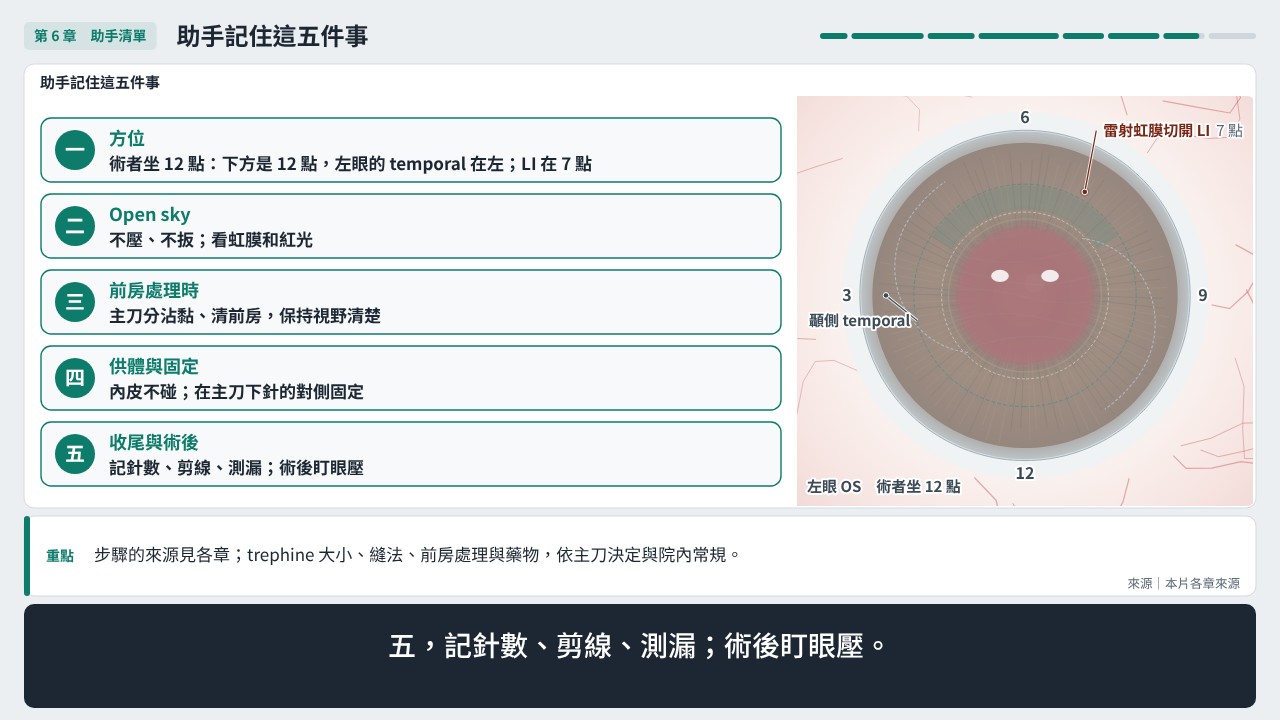 第 6 章　助手清單
助手記住這五件事
助手記住這五件事
一
方位
術者坐 12 點：下方是 12 點，左眼的 temporal 在左；LI 在 7 點
二
Open sky
不壓、不扳；看虹膜和紅光
三
前房處理時
主刀分沾黏、清前房，保持視野清楚
四
供體與固定
內皮不碰；在主刀下針的對側固定
五
收尾與術後
記針數、剪線、測漏；術後盯眼壓
6
雷射虹膜切開 LI 7 點
3
9
顳側 temporal
12
左眼 OS　術者坐 12 點
重點
步驟的來源見各章；trephine 大小、縫法、前房處理與藥物，依主刀決定與院內常規。
來源｜本片各章來源
五，記針數、剪線、測漏；術後盯眼壓。